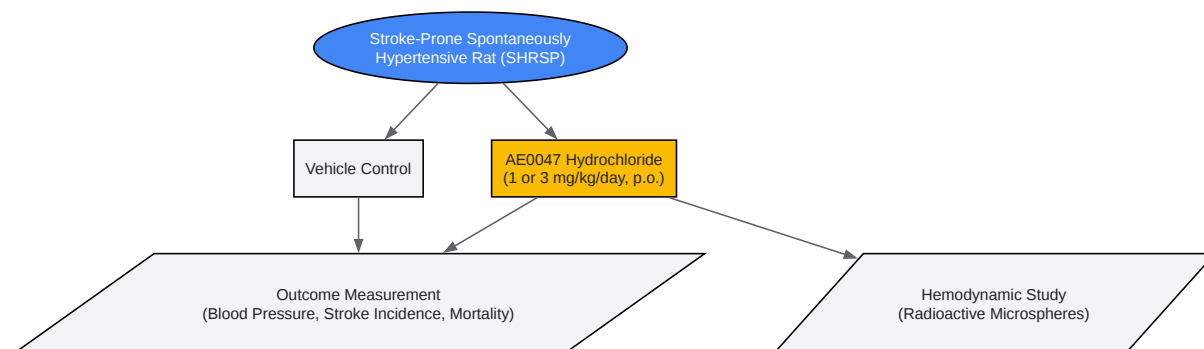 Stroke-Prone Spontaneously
Hypertensive Rat (SHRSP)
Vehicle Control
AE0047 Hydrochloride
(1 or 3 mg/kg/day, p.o.)
Outcome Measurement
(Blood Pressure, Stroke Incidence, Mortality)
Hemodynamic Study
(Radioactive Microspheres)